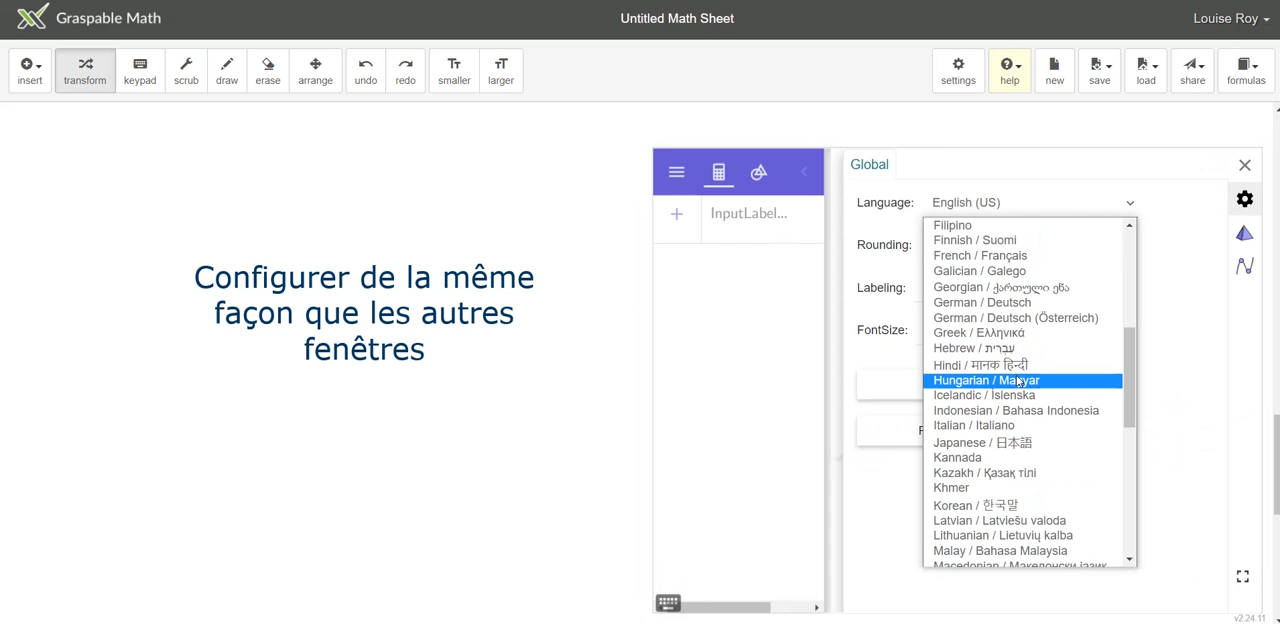 Graspable Math
Untitled Math Sheet
Louise Roy
insert
transform
keypad
scrub
draw
erase
arrange
undo
redo
smaller
larger
settings
help
new
save
load
share
formulas
Global
Language: English (US)
InputLabel...
Rounding:
Labeling:
FontSize:
Filipino
Finnish / Suomi
French / Français
Galician / Galego
Georgian / ქართული ენა
German / Deutsch
German / Deutsch (Österreich)
Greek / Ελληνικά
Hebrew / עִבְרִית
Hindi / मानक हिन्दी
Hungarian / Magyar
Icelandic / Íslenska
Indonesian / Bahasa Indonesia
Italian / Italiano
Japanese / 日本語
Kannada
Kazakh / Қазақ тілі
Khmer
Korean / 한국말
Latvian / Latviešu valoda
Lithuanian / Lietuvių kalba
Malay / Bahasa Malaysia
Macedonian / Македонски јазик
Configurer de la même
façon que les autres
fenêtres
v2.24.11